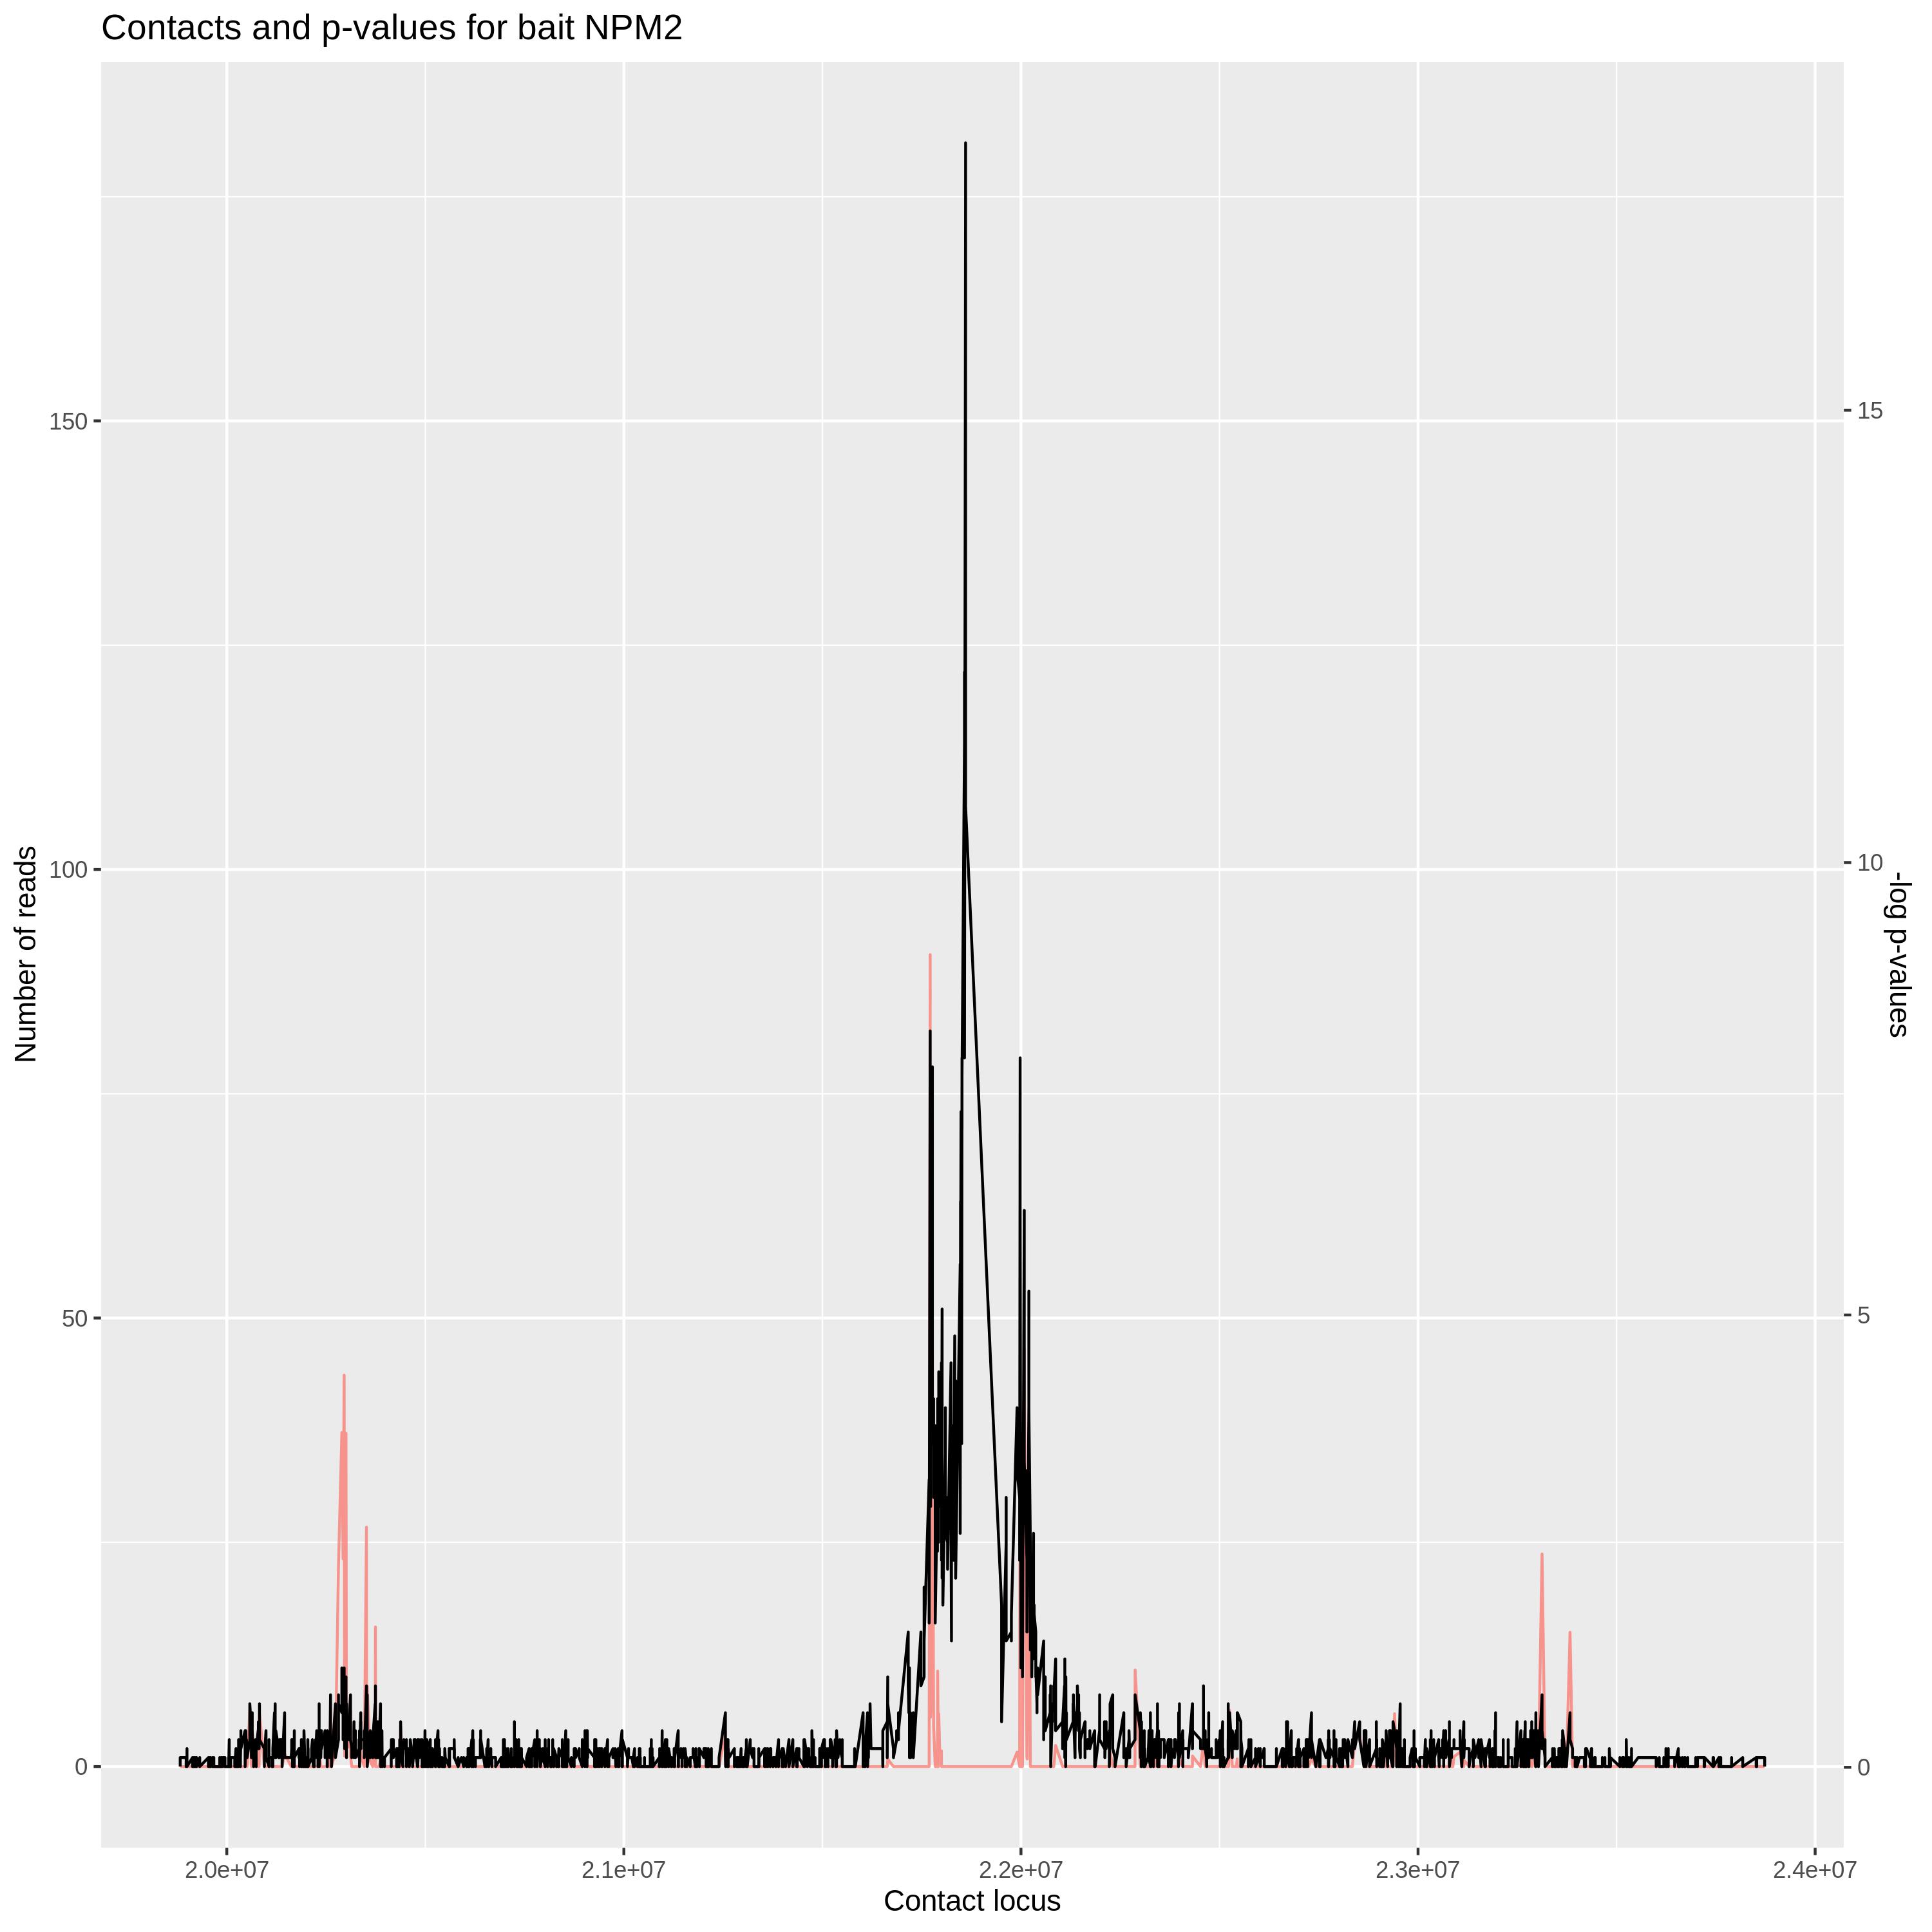 Contacts and p-values for bait NPM2
Number of reads
150
100
50
0
15
10
5
0
-log p-values
2.0e+07
2.1e+07
2.2e+07
2.3e+07
2.4e+07
Contact locus